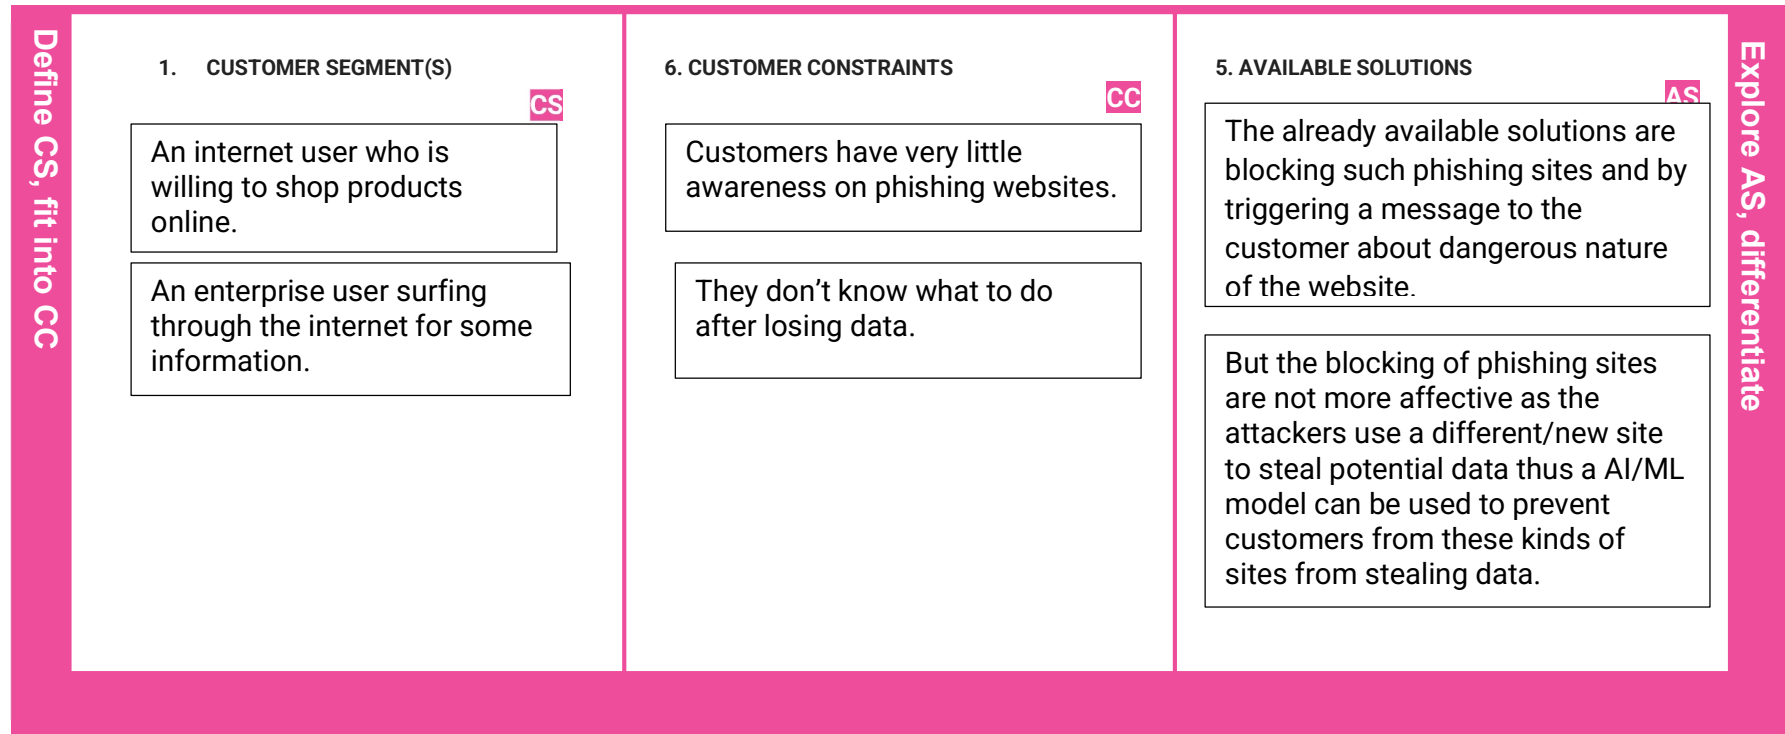 Define CS, fit into CC
1. CUSTOMER SEGMENT(S)
CS
An internet user who is
willing to shop products
online.
An enterprise user surfing
through the internet for some
information.
6. CUSTOMER CONSTRAINTS
CC
Customers have very little
awareness on phishing websites.
They don’t know what to do
after losing data.
5. AVAILABLE SOLUTIONS
AS
The already available solutions are
blocking such phishing sites and by
triggering a message to the
customer about dangerous nature
of the website.
But the blocking of phishing sites
are not more affective as the
attackers use a different/new site
to steal potential data thus a AI/ML
model can be used to prevent
customers from these kinds of
sites from stealing data.
Explore AS, differentiate